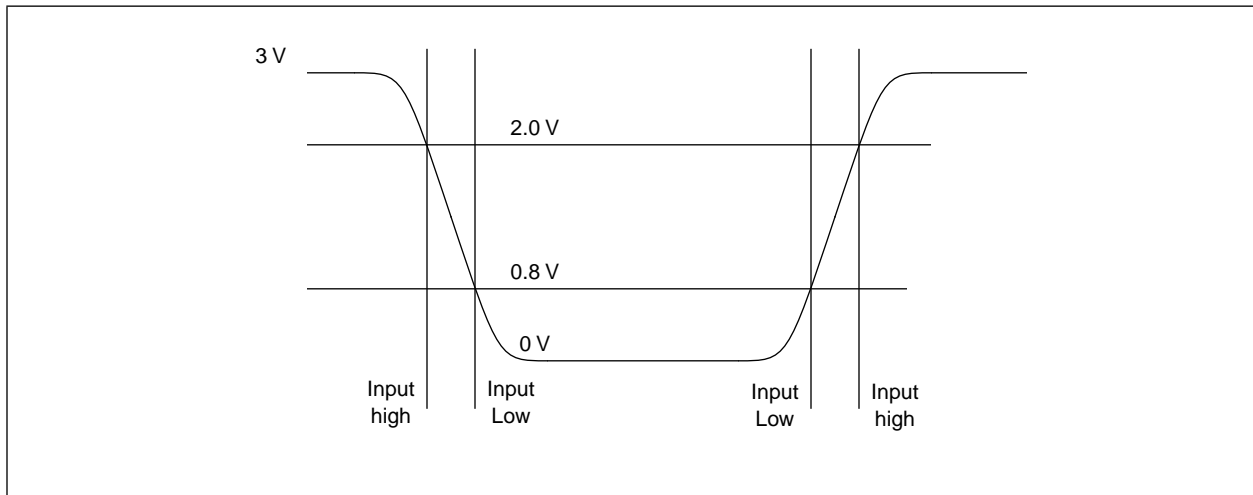 3 V
2.0 V
0.8 V
0 V
Input
high
Input
Low
Input
Low
Input
high